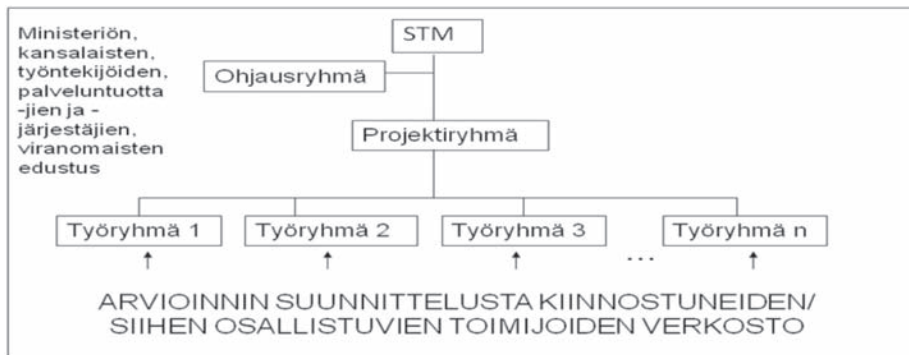 Ministeriön,
kansalaisten,
työntekijöiden,
palveluntuotta
-jien ja -
järjestäjien,
viranomaisten
edustus
STM
Ohjausryhmä
Projektiryhmä
Työryhmä 1
Työryhmä 2
Työryhmä 3
...
Työryhmä n
ARVIOINNIN SUUNNITTELUSTA KIINNOSTUNEIDEN/
SIIHEN OSALLISTUVIEN TOIMIJOIDEN VERKOSTO